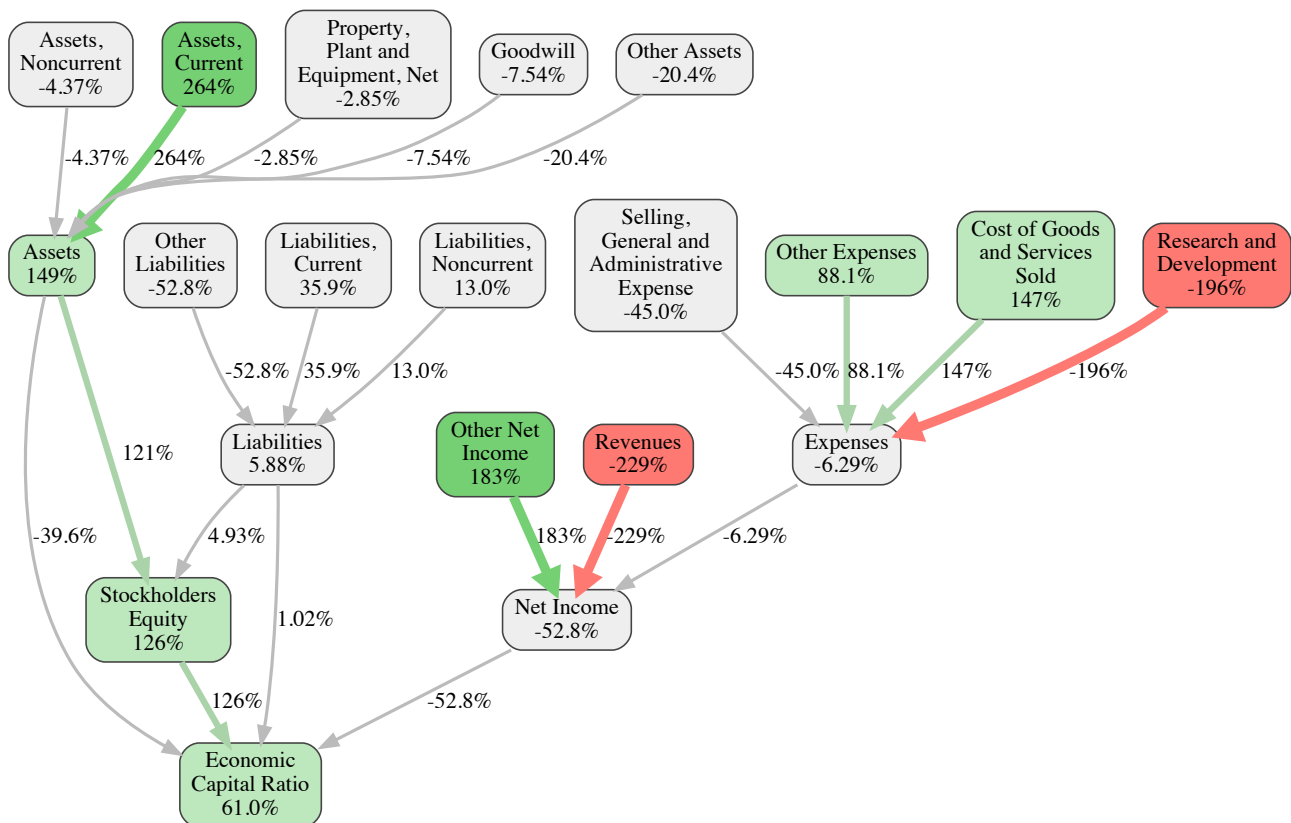 Assets,
Noncurrent
-4.37%
Assets,
Current
264%
Property,
Plant and
Equipment, Net
-2.85%
Goodwill
-7.54%
Other Assets
-20.4%
-4.37%
264%
-2.85%
-7.54%
-20.4%
Assets
149%
Other
Liabilities
-52.8%
Liabilities,
Current
35.9%
Liabilities,
Noncurrent
13.0%
Selling,
General and
Administrative
Expense
-45.0%
Other Expenses
88.1%
Cost of Goods
and Services
Sold
147%
Research and
Development
-196%
-52.8%
35.9%
13.0%
-45.0%
88.1%
147%
-196%
121%
Liabilities
5.88%
Other Net
Income
183%
Revenues
-229%
Expenses
-6.29%
-39.6%
4.93%
183%
-229%
-6.29%
Stockholders
Equity
126%
1.02%
Net Income
-52.8%
126%
-52.8%
Economic
Capital Ratio
61.0%